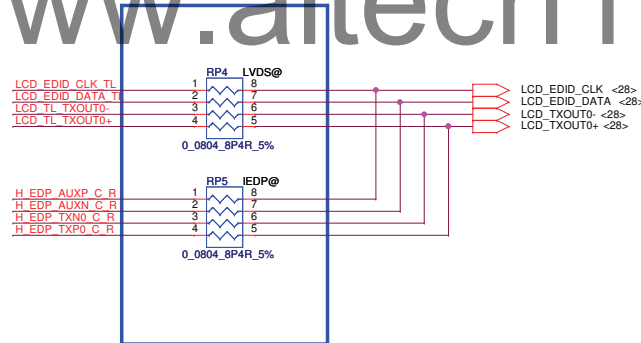 ww.aitech1
RP4 LVDS@
LCD_EDID_CLK_TL 1 8 LCD_EDID_CLK <28>
LCD_EDID_DATA_TL 2 7 LCD_EDID_DATA <28>
LCD_TL_TXOUT0- 3 6 LCD_TXOUT0- <28>
LCD_TL_TXOUT0+ 4 5 LCD_TXOUT0+ <28>
0_0804_8P4R_5%
RP5 IEDP@
H_EDP_AUXP_C_R 1 8
H_EDP_AUXN_C_R 2 7
H_EDP_TXN0_C_R 3 6
H_EDP_TXP0_C_R 4 5
0_0804_8P4R_5%